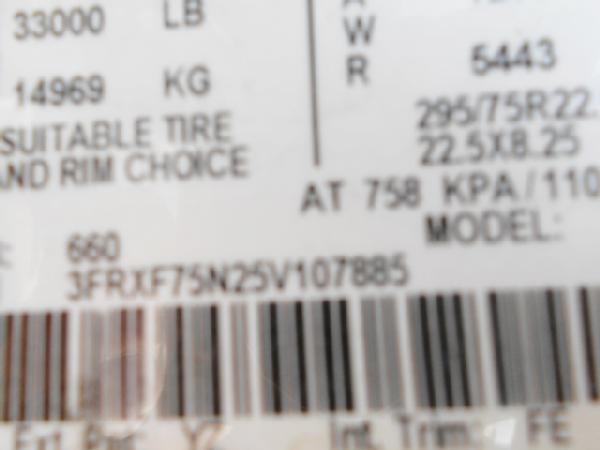 33000 LB
W
R
5443
14969 KG
295/75R22.
SUITABLE TIRE
22.5X8.25
AND RIM CHOICE
AT 758 KPA/110
MODEL:
660
3FRXF75N25V107885
Int. Trim: FE